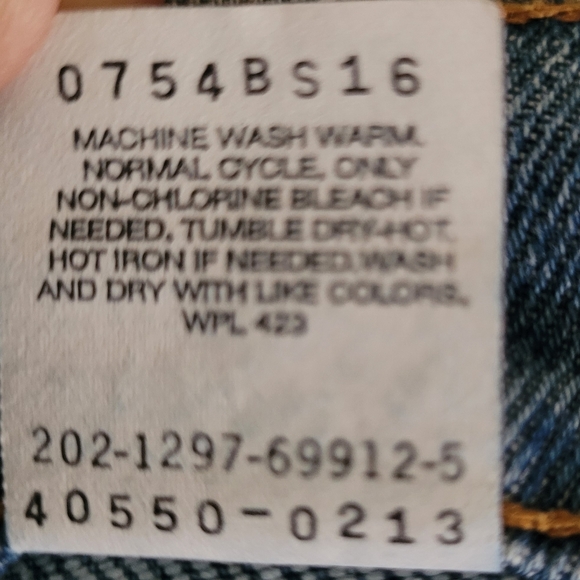 0754BS16
MACHINE WASH WARM.
NORMAL CYCLE. ONLY
NON-CHLORINE BLEACH IF
NEEDED. TUMBLE DRY-HOT.
HOT IRON IF NEEDED.WASH
AND DRY WITH LIKE COLORS.
WPL 423
202-1297-69912-5
40550-0213